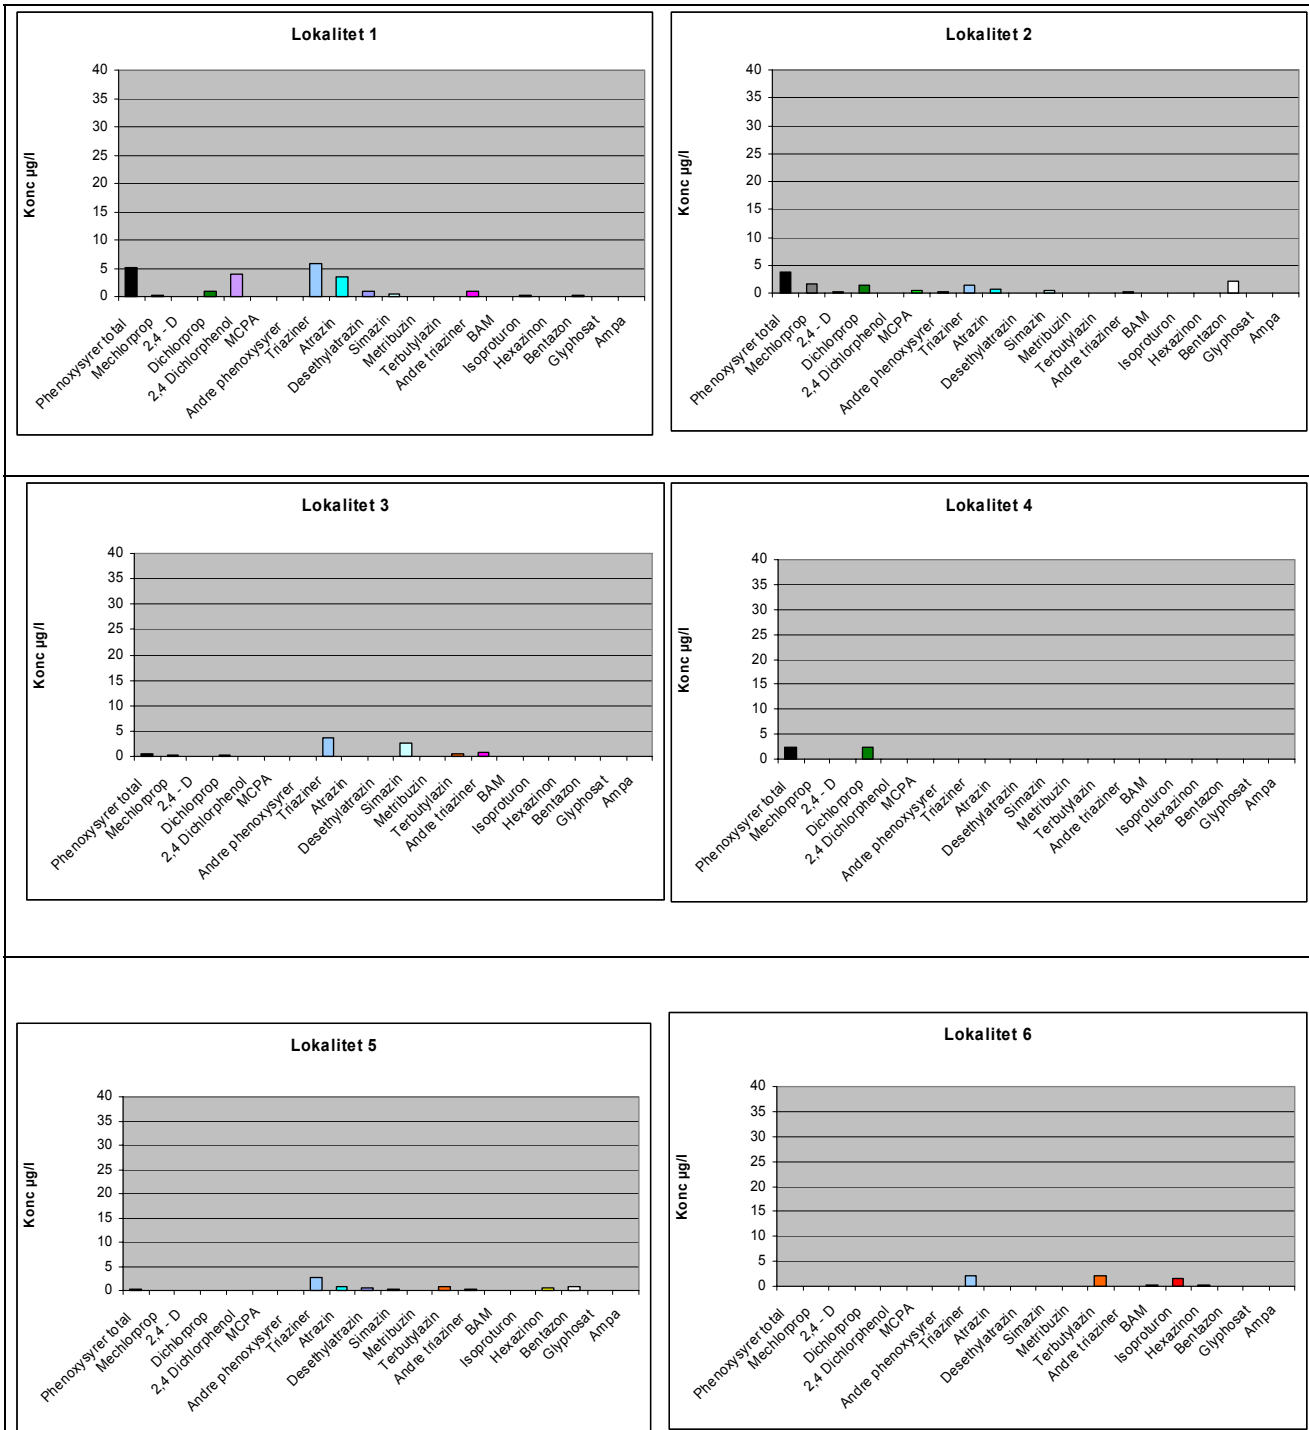 Lokalitet 1
40
35
30
25
20
15
10
5
0
Konc µg/l
Phenoxysyrer total
Mechlorprop
2,4 - D
Dichlorprop
2,4 Dichlorphenol
MCPA
Andre phenoxysyrer
Triaziner
Atrazin
Desethylatrazin
Simazin
Metribuzin
Terbutylazin
Andre triaziner
BAM
Isoproturon
Hexazinon
Bentazon
Glyphosat
Ampa
Lokalitet 2
40
35
30
25
20
15
10
5
0
Konc µg/l
Phenoxysyrer total
Mechlorprop
2,4 - D
Dichlorprop
2,4 Dichlorphenol
MCPA
Andre phenoxysyrer
Triaziner
Atrazin
Desethylatrazin
Simazin
Metribuzin
Terbutylazin
Andre triaziner
BAM
Isoproturon
Hexazinon
Bentazon
Glyphosat
Ampa
Lokalitet 3
40
35
30
25
20
15
10
5
0
Konc µg/l
Phenoxysyrer total
Mechlorprop
2,4 - D
Dichlorprop
2,4 Dichlorphenol
MCPA
Andre phenoxysyrer
Triaziner
Atrazin
Desethylatrazin
Simazin
Metribuzin
Terbutylazin
Andre triaziner
BAM
Isoproturon
Hexazinon
Bentazon
Glyphosat
Ampa
Lokalitet 4
40
35
30
25
20
15
10
5
0
Konc µg/l
Phenoxysyrer total
Mechlorprop
2,4 - D
Dichlorprop
2,4 Dichlorphenol
MCPA
Andre phenoxysyrer
Triaziner
Atrazin
Desethylatrazin
Simazin
Metribuzin
Terbutylazin
Andre triaziner
BAM
Isoproturon
Hexazinon
Bentazon
Glyphosat
Ampa
Lokalitet 5
40
35
30
25
20
15
10
5
0
Konc µg/l
Phenoxysyrer total
Mechlorprop
2,4 - D
Dichlorprop
2,4 Dichlorphenol
MCPA
Andre phenoxysyrer
Triaziner
Atrazin
Desethylatrazin
Simazin
Metribuzin
Terbutylazin
Andre triaziner
BAM
Isoproturon
Hexazinon
Bentazon
Glyphosat
Ampa
Lokalitet 6
40
35
30
25
20
15
10
5
0
Konc µg/l
Phenoxysyrer total
Mechlorprop
2,4 - D
Dichlorprop
2,4 Dichlorphenol
MCPA
Andre phenoxysyrer
Triaziner
Atrazin
Desethylatrazin
Simazin
Metribuzin
Terbutylazin
Andre triaziner
BAM
Isoproturon
Hexazinon
Bentazon
Glyphosat
Ampa